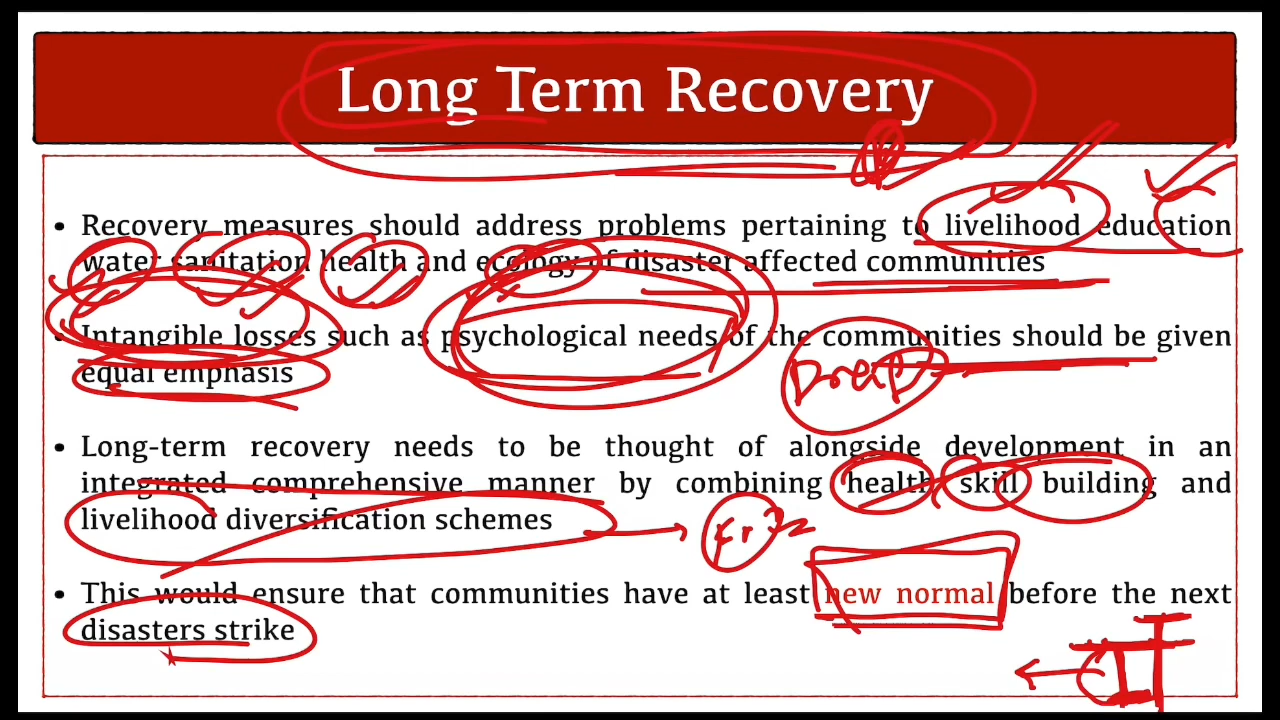 Long Term Recovery
• Recovery measures should address problems pertaining to livelihood education
water sanitation health and ecology of disaster affected communities
• Intangible losses such as psychological needs of the communities should be given
equal emphasis
• Long-term recovery needs to be thought of alongside development in an
integrated comprehensive manner by combining health, skill building and
livelihood diversification schemes
• This would ensure that communities have at least new normal before the next
disasters strike